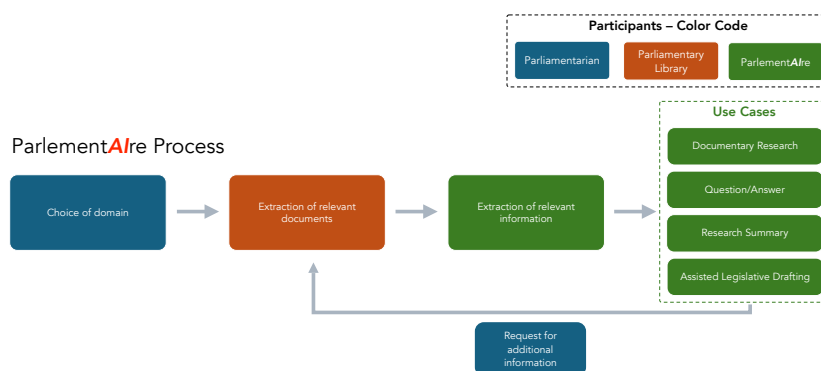 Participants – Color Code
Parliamentarian
Parliamentary
Library
ParlementAIre
Use Cases
ParlementAIre Process
Documentary Research
Choice of domain
Extraction of relevant
documents
Extraction of relevant
information
Question/Answer
Research Summary
Assisted Legislative Drafting
Request for
additional
information